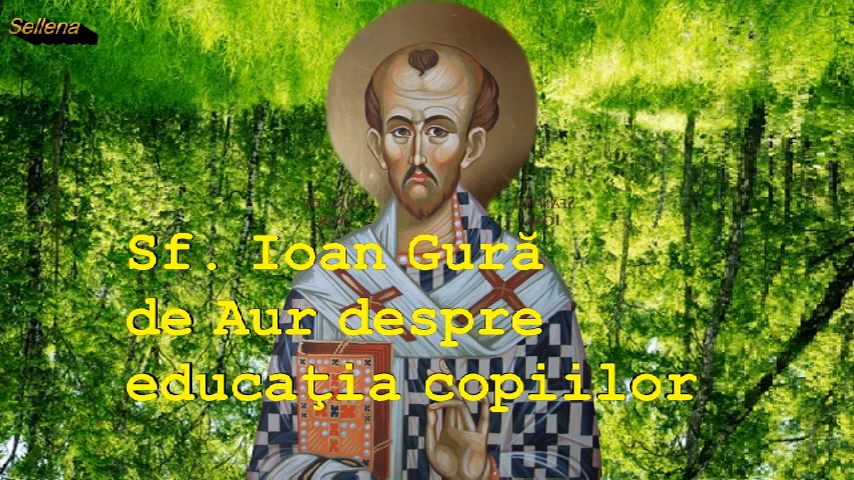 Sellena
Sf. Ioan Gură
de Aur despre
educaţia copiilor